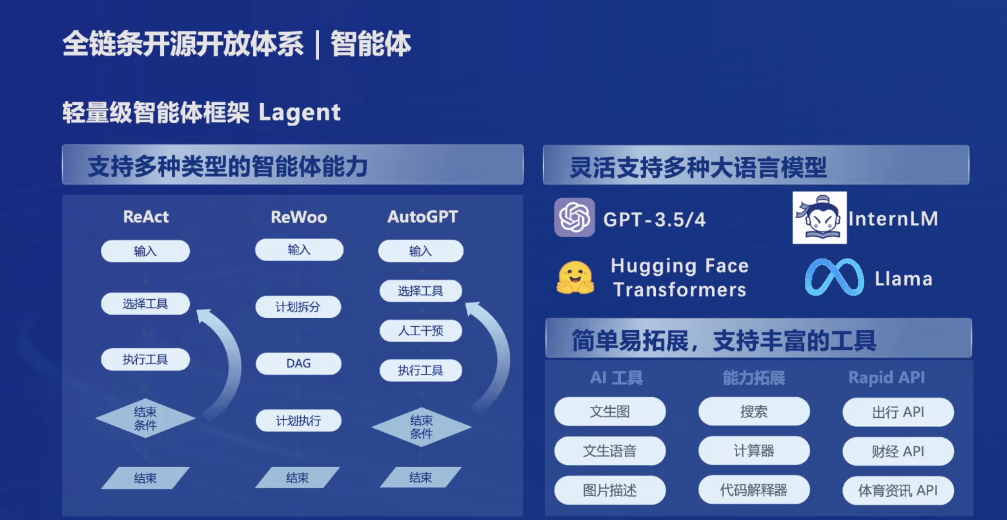 全链条开源开放体系 | 智能体
轻量级智能体框架 Lagent
支持多种类型的智能体能力
ReAct
输入
选择工具
执行工具
结束
条件
结束
ReWoo
输入
计划拆分
DAG
计划执行
结束
AutoGPT
输入
选择工具
人工干预
执行工具
结束
条件
结束
灵活支持多种大语言模型
GPT-3.5/4
InternLM
Hugging Face
Transformers
Llama
简单易拓展，支持丰富的工具
AI 工具
文生图
文生语音
图片描述
能力拓展
搜索
计算器
代码解释器
Rapid API
出行 API
财经 API
体育资讯 API